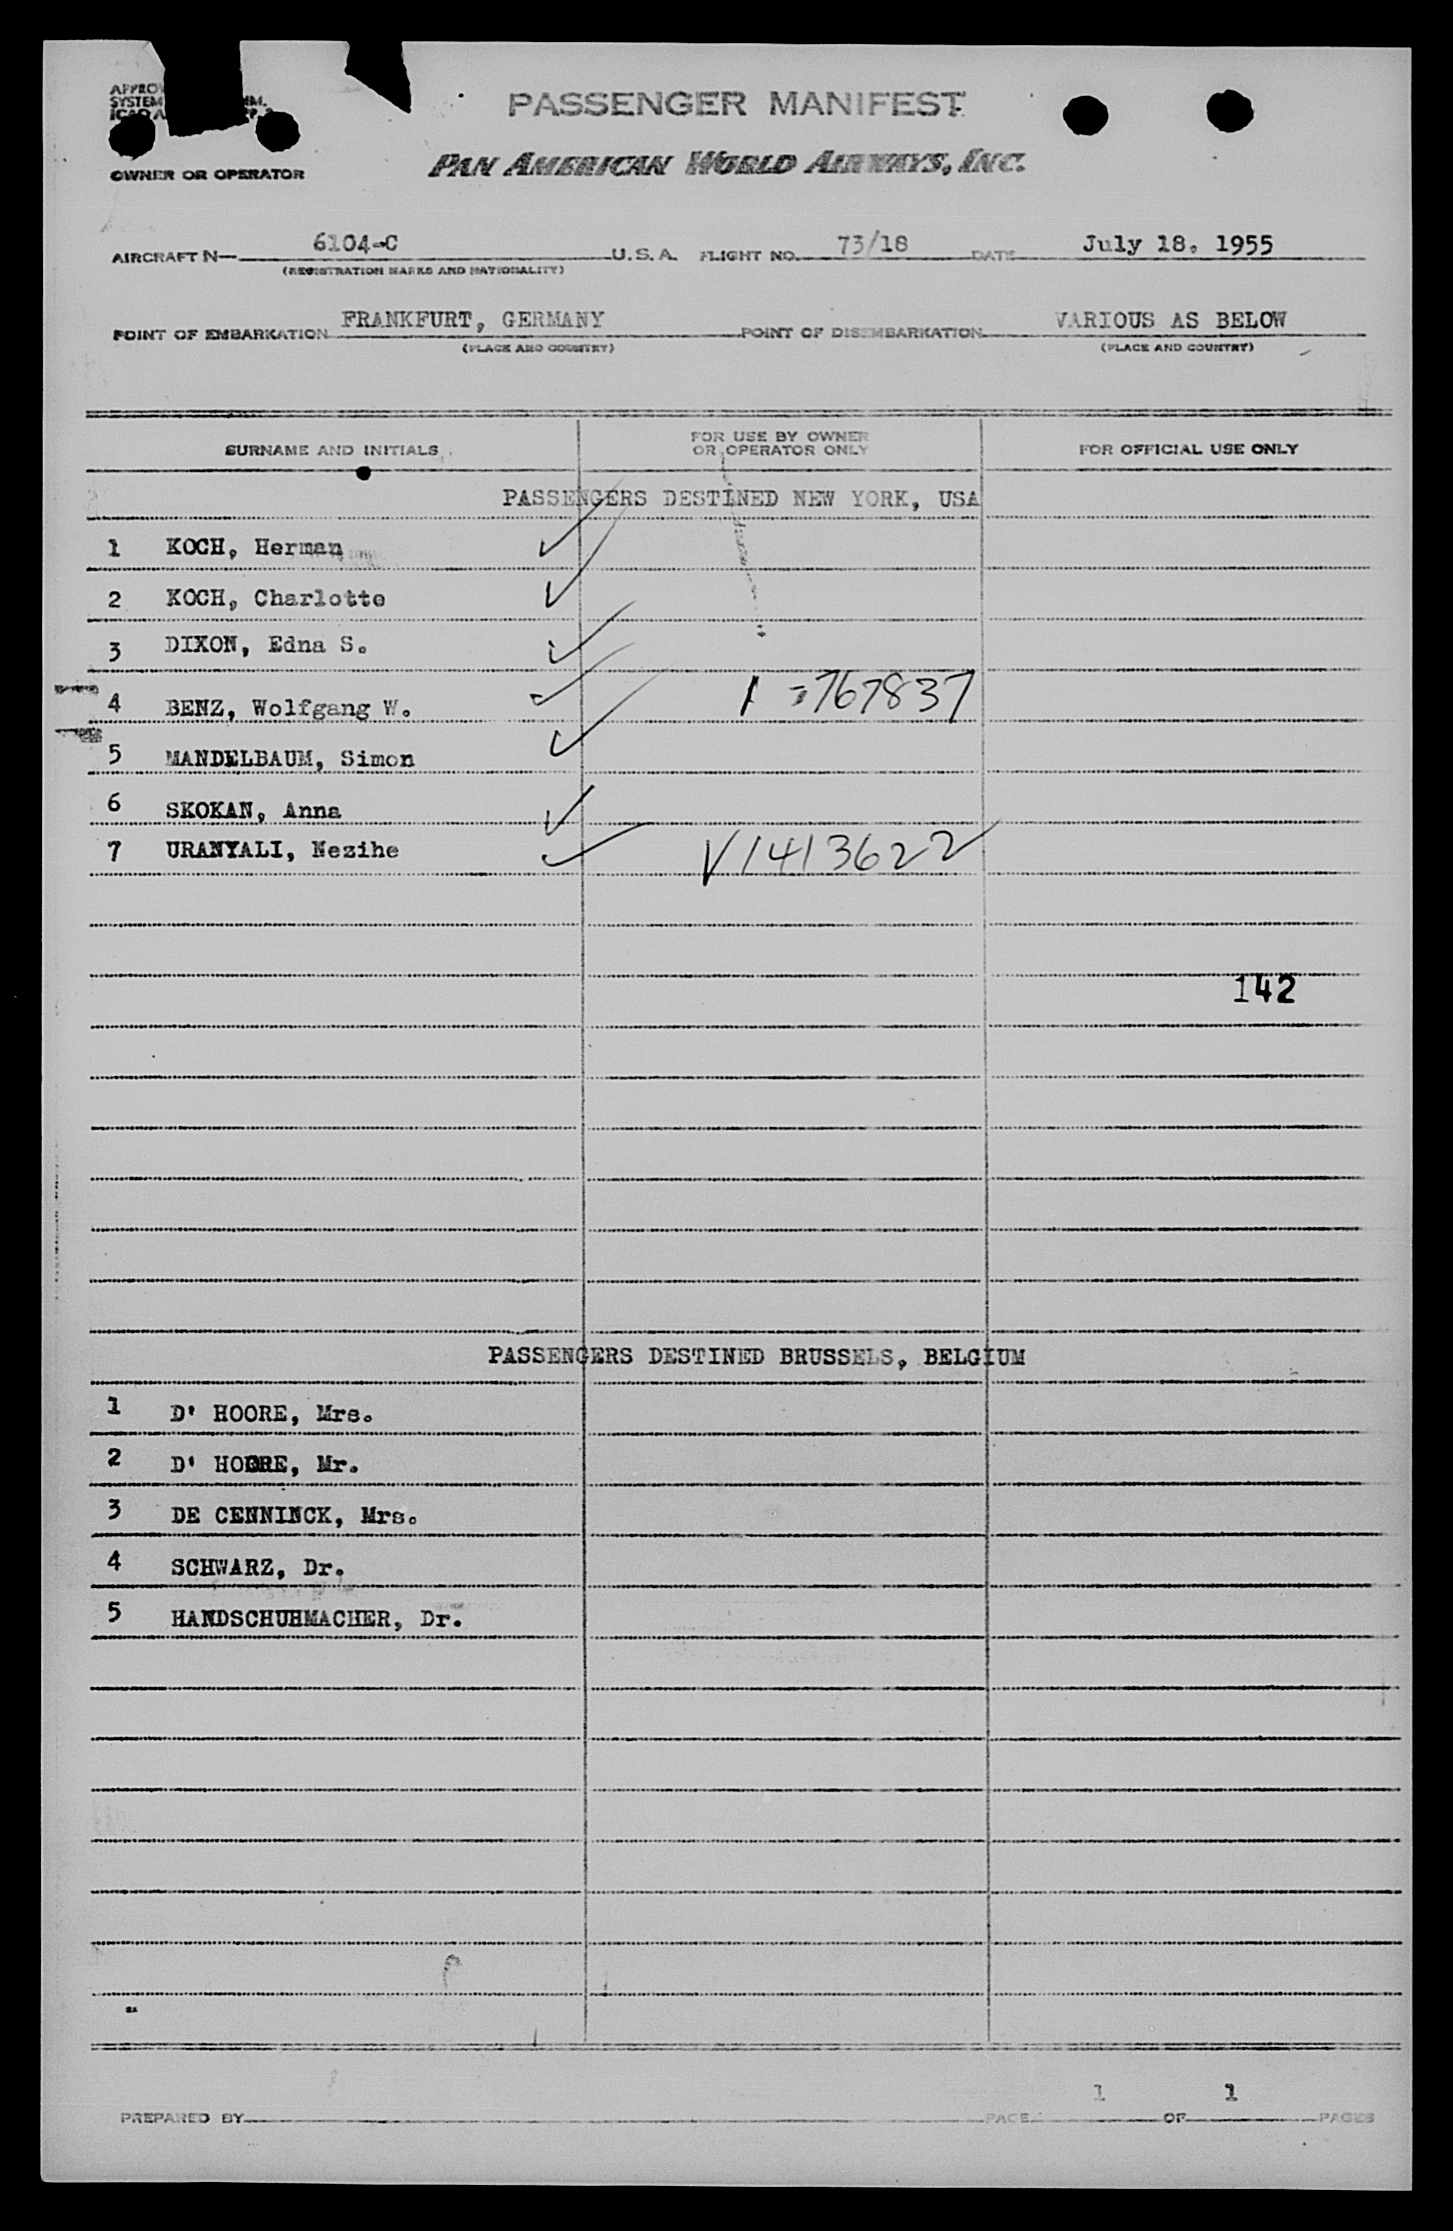 PASSENGER MANIFEST
PAN AMERICAN WORLD AIRWAYS, INC.
OWNER OR OPERATOR
AIRCRAFT N— 6104-C U.S.A. FLIGHT NO. 73/18 DATE July 18, 1955
(REGISTRATION MARKS AND NATIONALITY)
POINT OF EMBARKATION FRANKFURT, GERMANY POINT OF DISEMBARKATION VARIOUS AS BELOW
(PLACE AND COUNTRY) (PLACE AND COUNTRY)
SURNAME AND INITIALS FOR USE BY OWNER OR OPERATOR ONLY FOR OFFICIAL USE ONLY
PASSENGERS DESTINED NEW YORK, USA
1 KOCH, Herman
2 KOCH, Charlotte
3 DIXON, Edna S.
4 BENZ, Wolfgang W. 767837
5 MANDELBAUM, Simon
6 SKOKAN, Anna
7 URANYALI, Nezihe V1413622
142
PASSENGERS DESTINED BRUSSELS, BELGIUM
1 D' HOORE, Mrs.
2 D' HOORE, Mr.
3 DE CENNINCK, Mrs.
4 SCHWARZ, Dr.
5 HANDSCHUHMACHER, Dr.
PREPARED BY PAGE 1 OF 1 PAGES